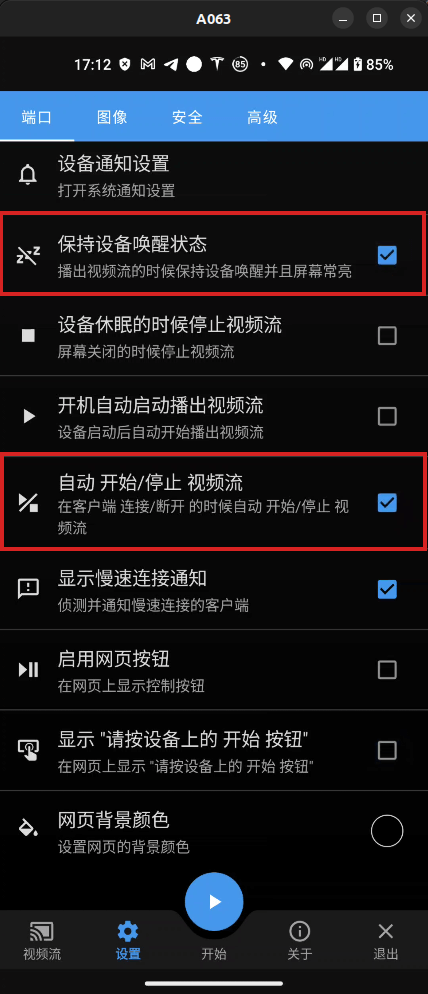 A063
17:12
85
HD
HD
85%
端口
图像
安全
高级
设备通知设置
打开系统通知设置
保持设备唤醒状态
播出视频流的时候保持设备唤醒并且屏幕常亮
设备休眠的时候停止视频流
屏幕关闭的时候停止视频流
开机自动启动播出视频流
设备启动后自动开始播出视频流
自动 开始/停止 视频流
在客户端 连接/断开 的时候自动 开始/停止 视
频流
显示慢速连接通知
侦测并通知慢速连接的客户端
启用网页按钮
在网页上显示控制按钮
显示 "请按设备上的 开始 按钮"
在网页上显示 "请按设备上的 开始 按钮"
网页背景颜色
设置网页的背景颜色
视频流
设置
开始
关于
退出